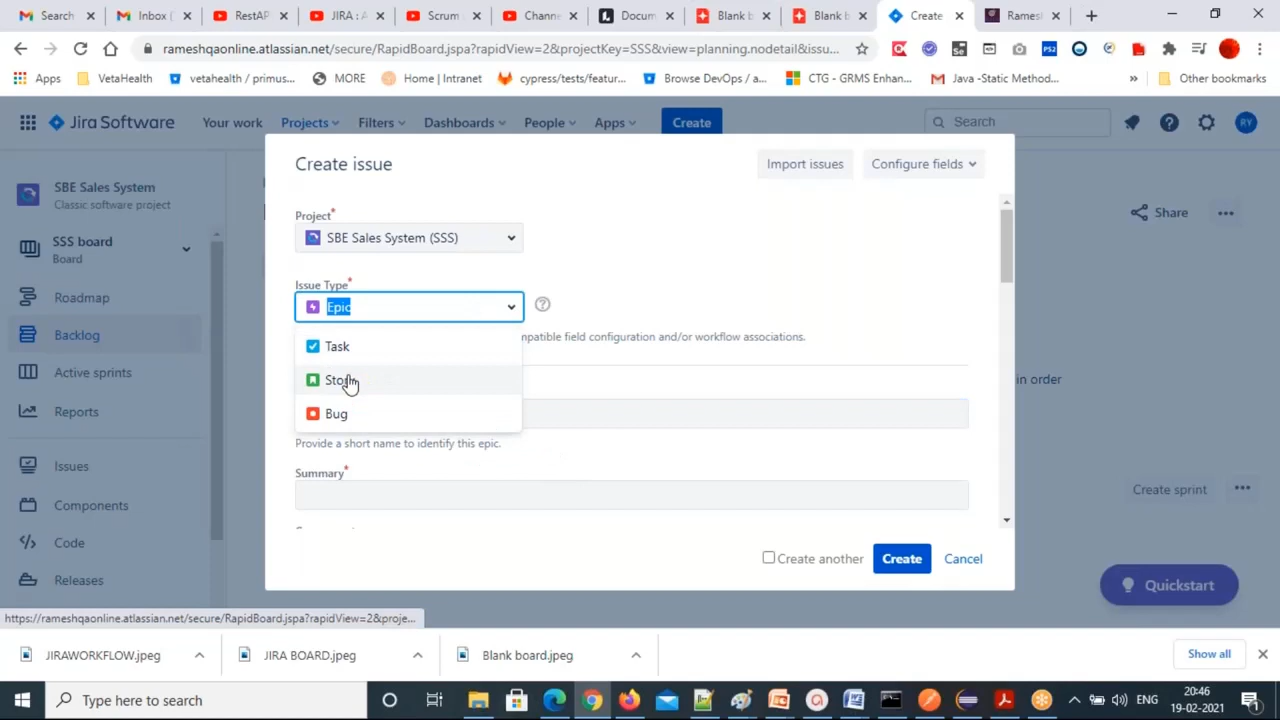 Search
Inbox (
RestAP
JIRA : A
Scrum
Channe
Docum
Blank b
Blank b
Create
Rames
rameshqaonline.atlassian.net/secure/RapidBoard.jspa?rapidView=2&projectKey=SSS&view=planning.nodetail&issu...
Apps
VetaHealth
vetahealth / primus...
MORE
Home | Intranet
cypress/tests/featur...
Browse DevOps / a...
CTG - GRMS Enhan...
Java -Static Method...
»
Other bookmarks
Jira Software
Your work
Projects
Filters
Dashboards
People
Apps
Create
Search
RY
SBE Sales System
Classic software project
SSS board
Board
Roadmap
Backlog
Active sprints
Reports
Issues
Components
Code
Releases
Share
in order
Create sprint
Quickstart
Create issue
Import issues
Configure fields
Project*
SBE Sales System (SSS)
Issue Type*
Epic
Task
Bug
patible field configuration and/or workflow associations.
Provide a short name to identify this epic.
Summary*
Create another
Create
Cancel
https://rameshqaonline.atlassian.net/secure/RapidBoard.jspa?rapidView=2&proje...
JIRAWORKFLOW.jpeg
JIRA BOARD.jpeg
Blank board.jpeg
Show all
Type here to search
PS2
ENG
20:46
19-02-2021
1